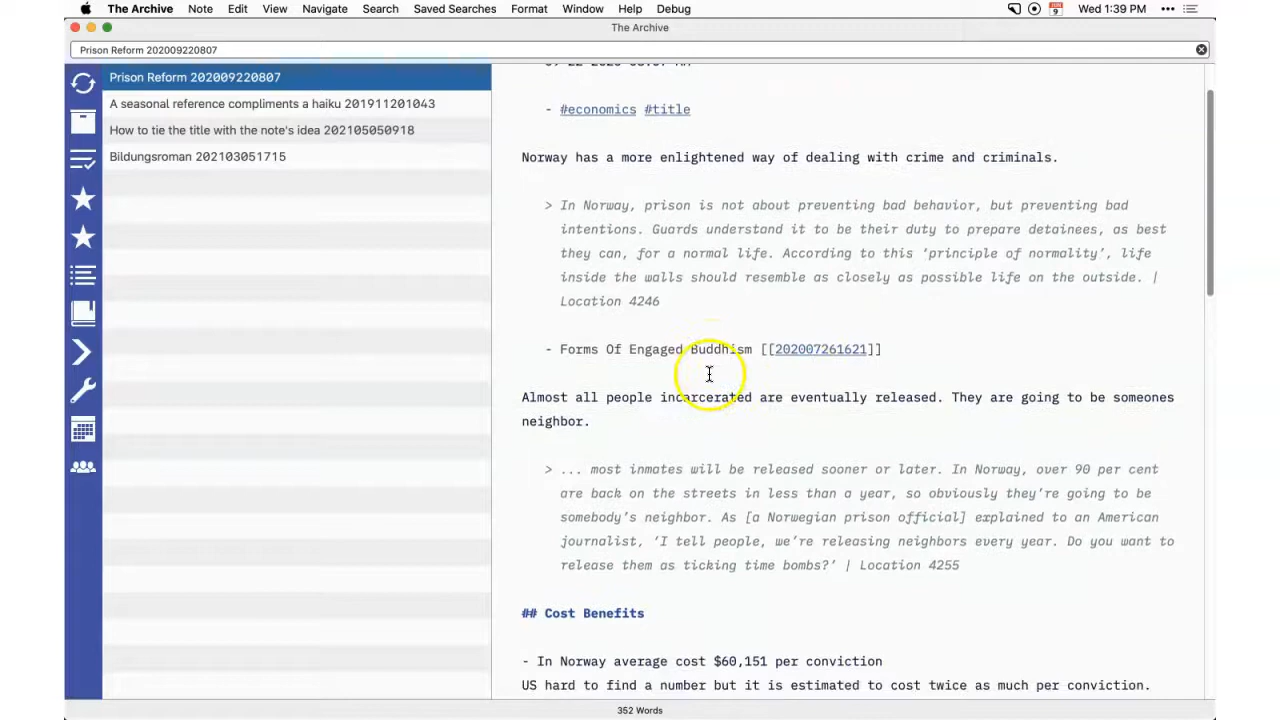 The Archive Note Edit View Navigate Search Saved Searches Format Window Help Debug JUN 9 Wed 1:39 PM
The Archive
Prison Reform 202009220807
Prison Reform 202009220807
A seasonal reference compliments a haiku 201911201043
How to tie the title with the note's idea 202105050918
Bildungsroman 202103051715
- #economics #title
Norway has a more enlightened way of dealing with crime and criminals.
> In Norway, prison is not about preventing bad behavior, but preventing bad
intentions. Guards understand it to be their duty to prepare detainees, as best
they can, for a normal life. According to this ‘principle of normality’, life
inside the walls should resemble as closely as possible life on the outside. |
Location 4246
- Forms Of Engaged Buddhism [[202007261621]]
Almost all people incarcerated are eventually released. They are going to be someones
neighbor.
> ... most inmates will be released sooner or later. In Norway, over 90 per cent
are back on the streets in less than a year, so obviously they’re going to be
somebody’s neighbor. As [a Norwegian prison official] explained to an American
journalist, ‘I tell people, we’re releasing neighbors every year. Do you want to
release them as ticking time bombs?’ | Location 4255
## Cost Benefits
- In Norway average cost $60,151 per conviction
US hard to find a number but it is estimated to cost twice as much per conviction.
352 Words